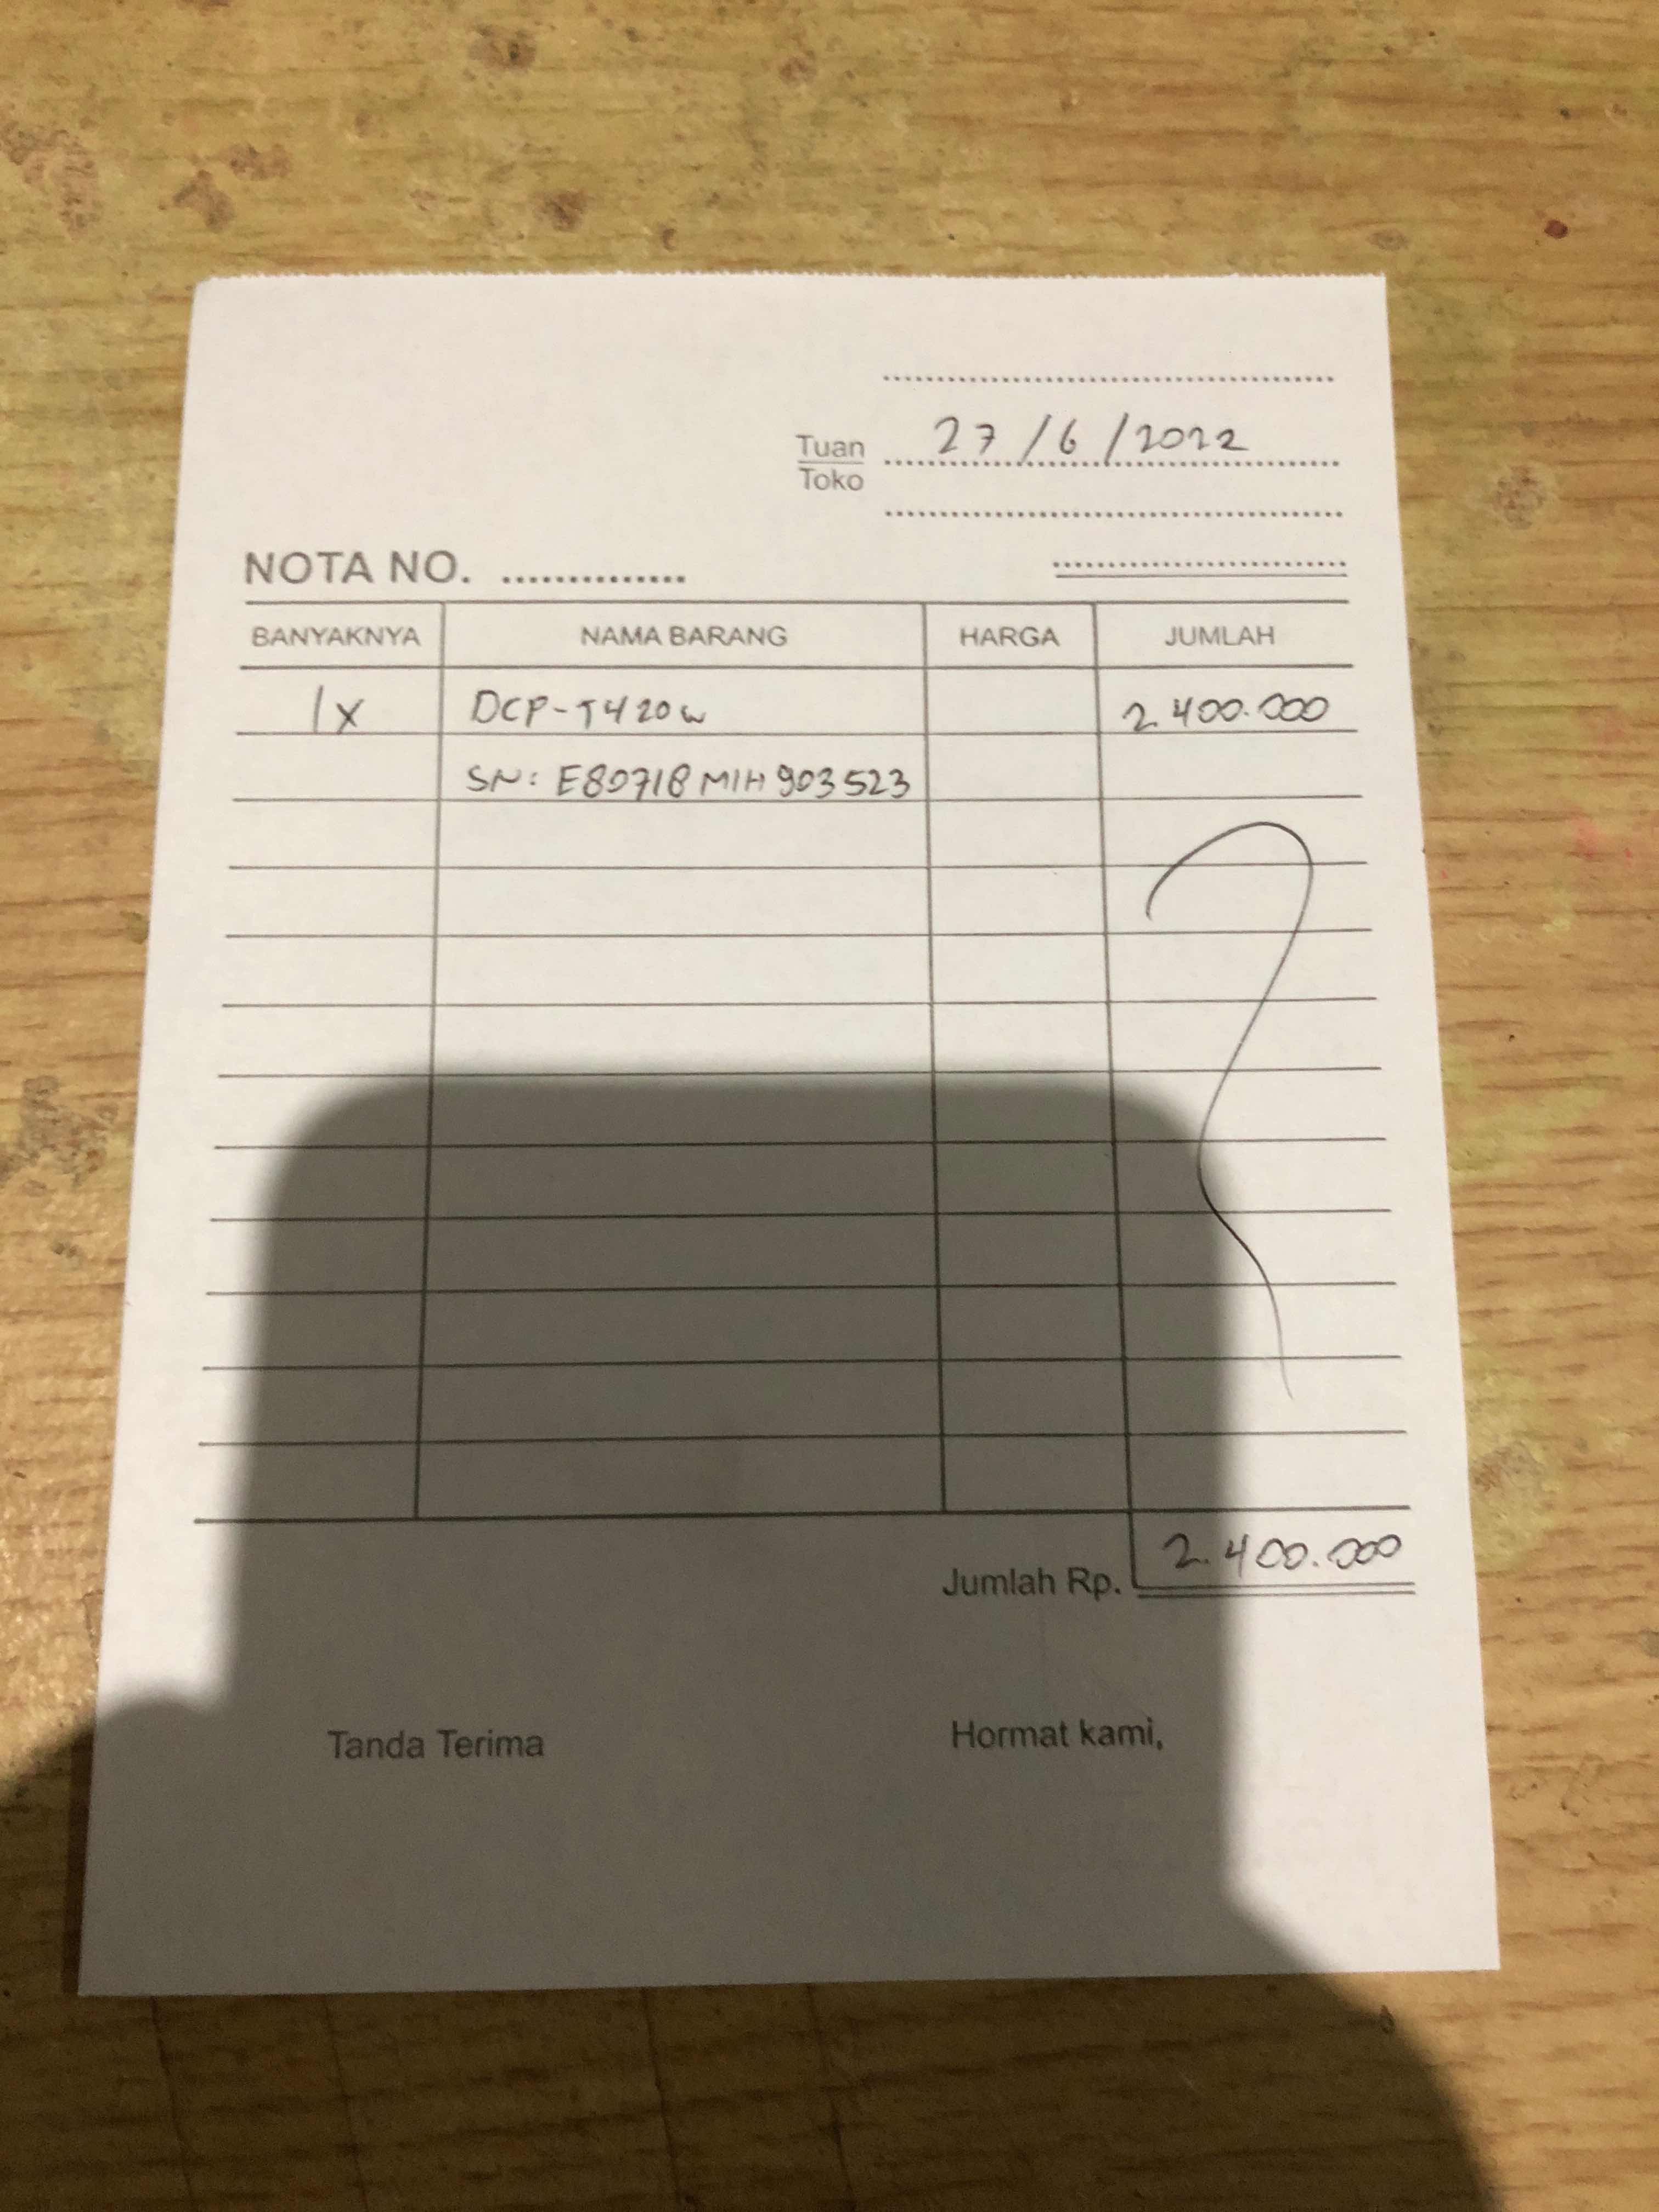 27/6/2022
Tuan
Toko
NOTA NO. ..............
BANYAKNYA NAMA BARANG HARGA JUMLAH
1x DCP-T420W 2.400.000
SN: E80718M1H903523
Jumlah Rp. 2.400.000
Tanda Terima Hormat kami,